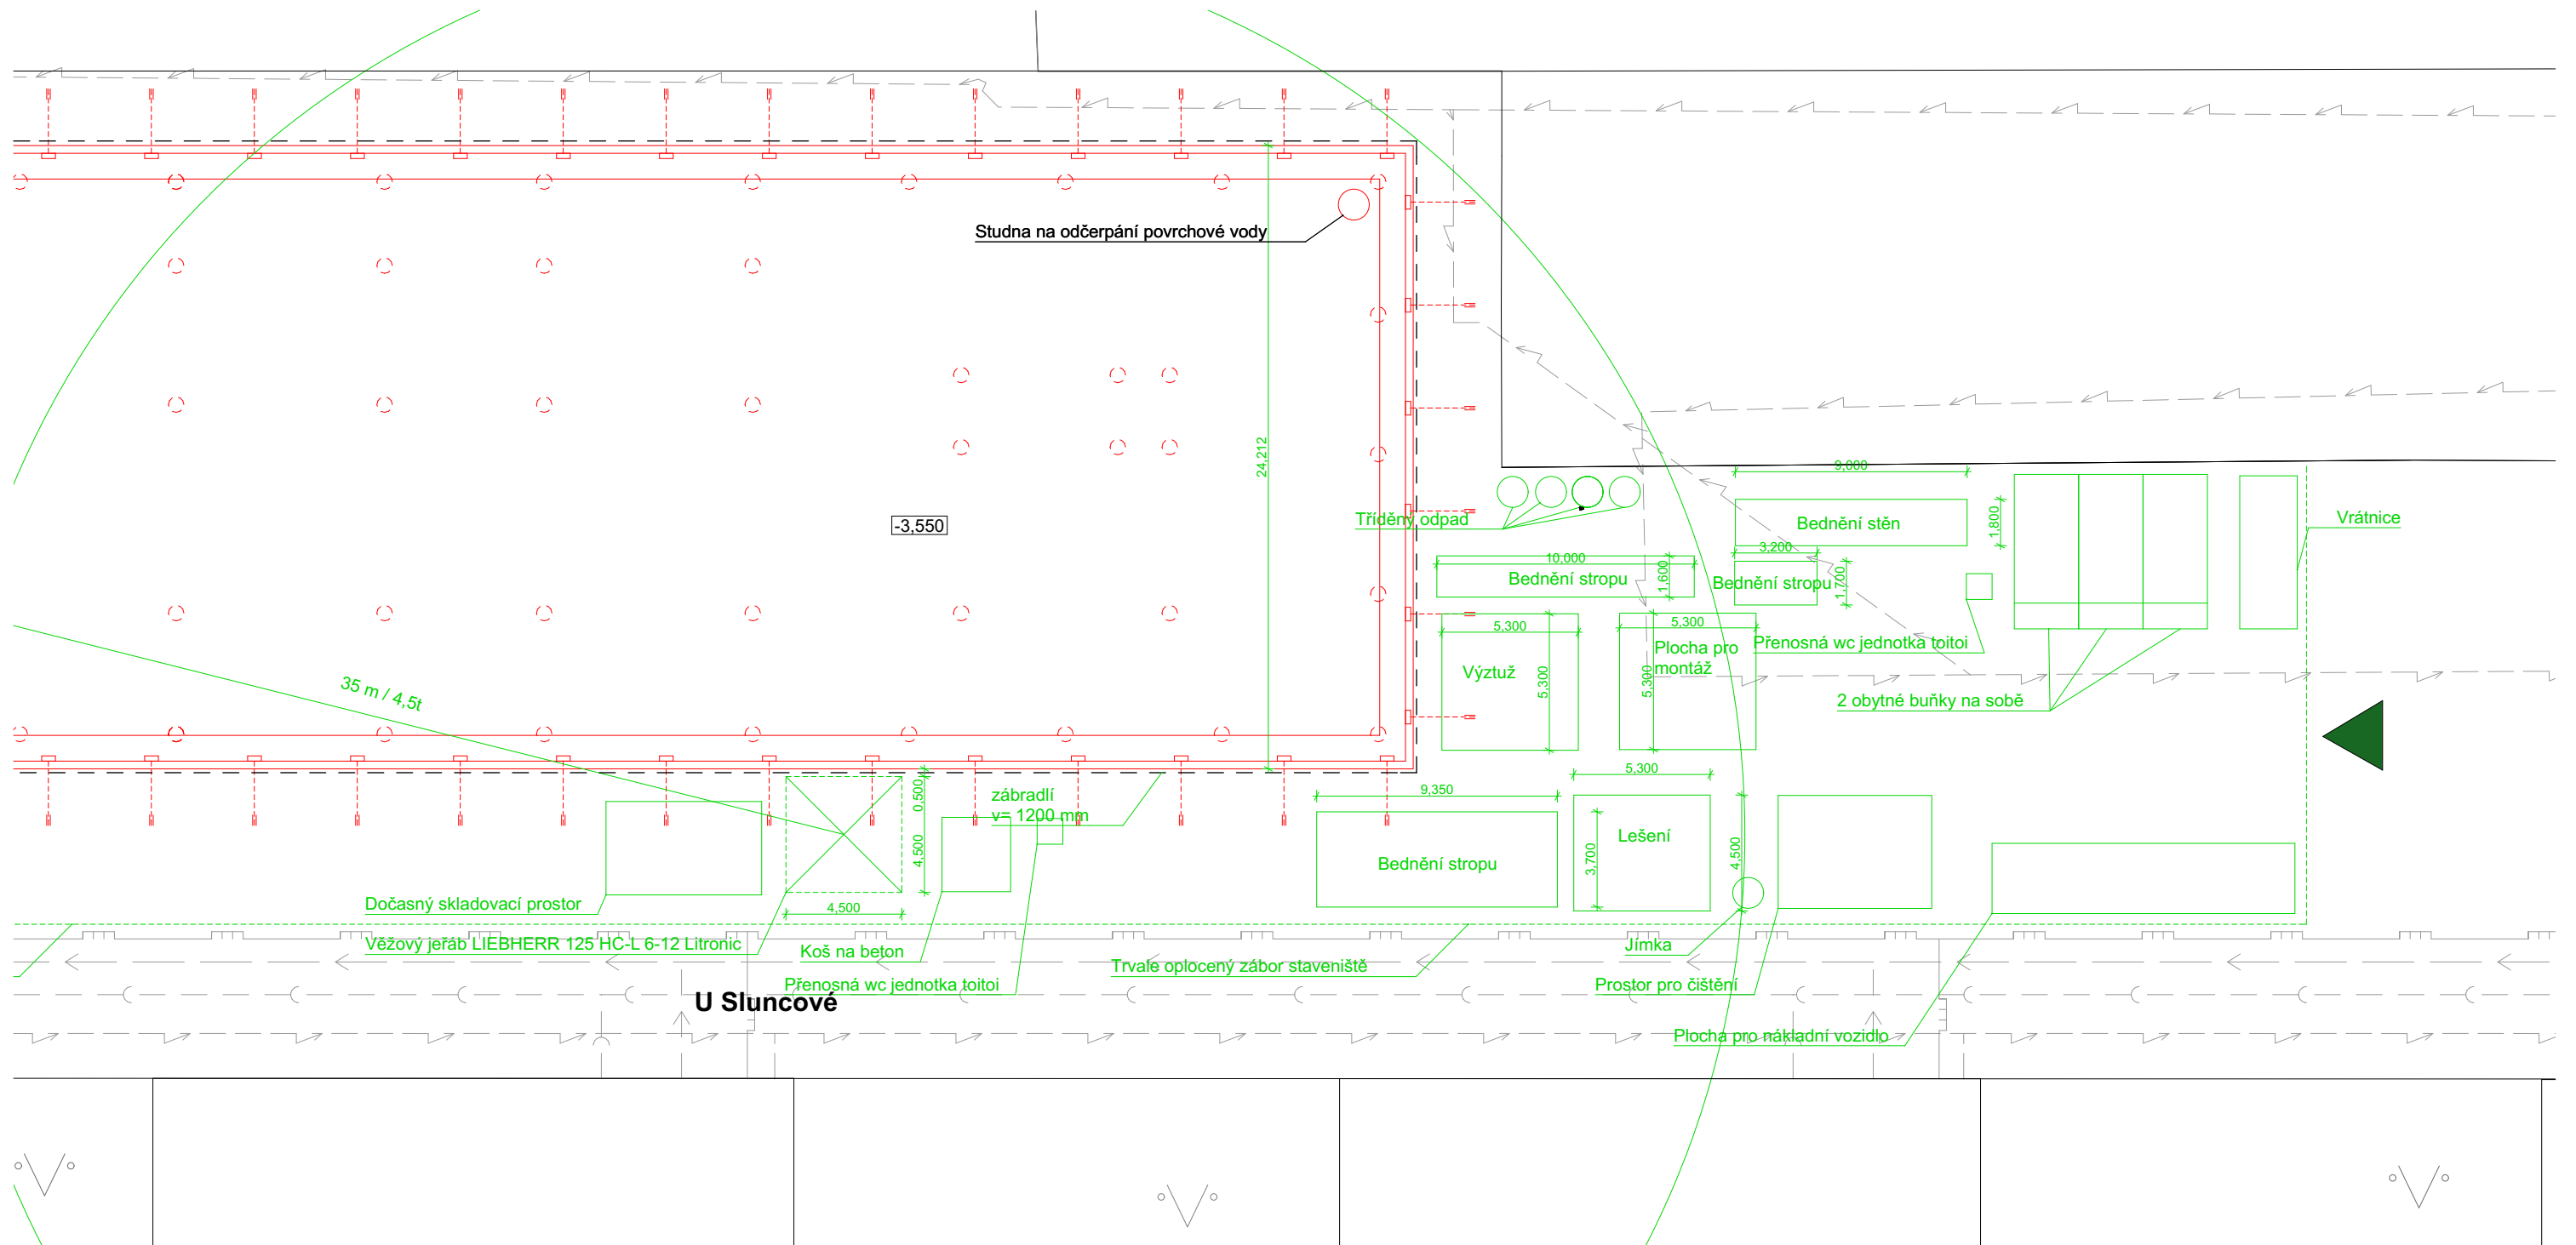 Studna na odčerpání povrchové vody
24,212
-3,550
35 m / 4,5t
Tříděný odpad
9,000
Bednění stěn
1,800
Vrátnice
10,000
Bednění stropu
1,600
3,200
Bednění stropu
1,700
5,300
Výztuž
5,300
5,300
Plocha pro
montáž
5,300
Přenosná wc jednotka toitoi
2 obytné buňky na sobě
0,500
4,500
4,500
zábradlí
v= 1200 mm
9,350
Bednění stropu
5,300
Lešení
3,700
4,500
Dočasný skladovací prostor
Věžový jeřáb LIEBHERR 125 HC-L 6-12 Litronic
Koš na beton
Přenosná wc jednotka toitoi
Trvale oplocený zábor staveniště
Jímka
Prostor pro čištění
Plocha pro nákladní vozidlo
U Sluncové